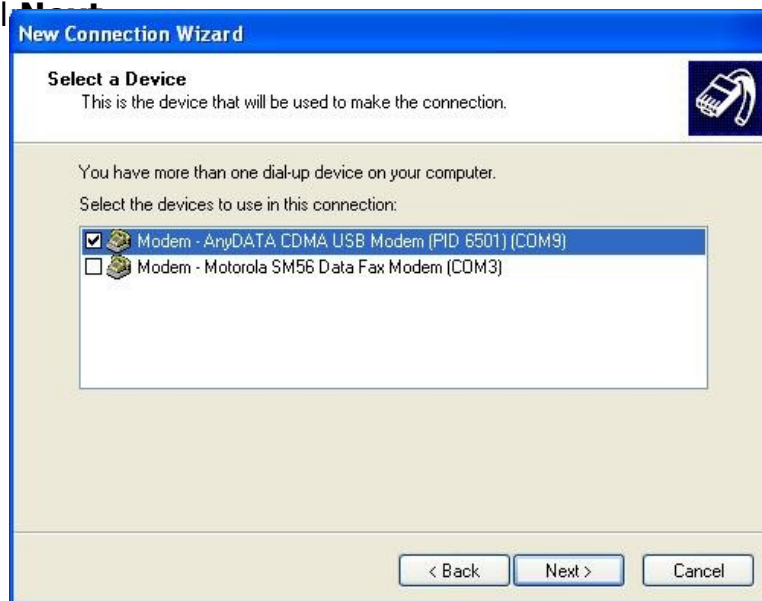 New Connection Wizard
Select a Device
This is the device that will be used to make the connection.
You have more than one dial-up device on your computer.
Select the devices to use in this connection:
Modem - AnyDATA CDMA USB Modem (PID 6501) (COM9)
Modem - Motorola SM56 Data Fax Modem (COM3)
< Back Next > Cancel